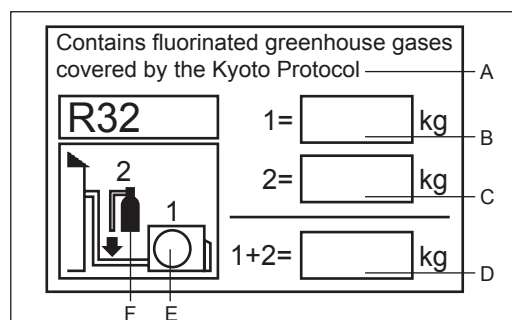 Contains fluorinated greenhouse gases
covered by the Kyoto Protocol
A
R32
1=
kg
B
2=
kg
C
2
1
1+2=
kg
D
F
E